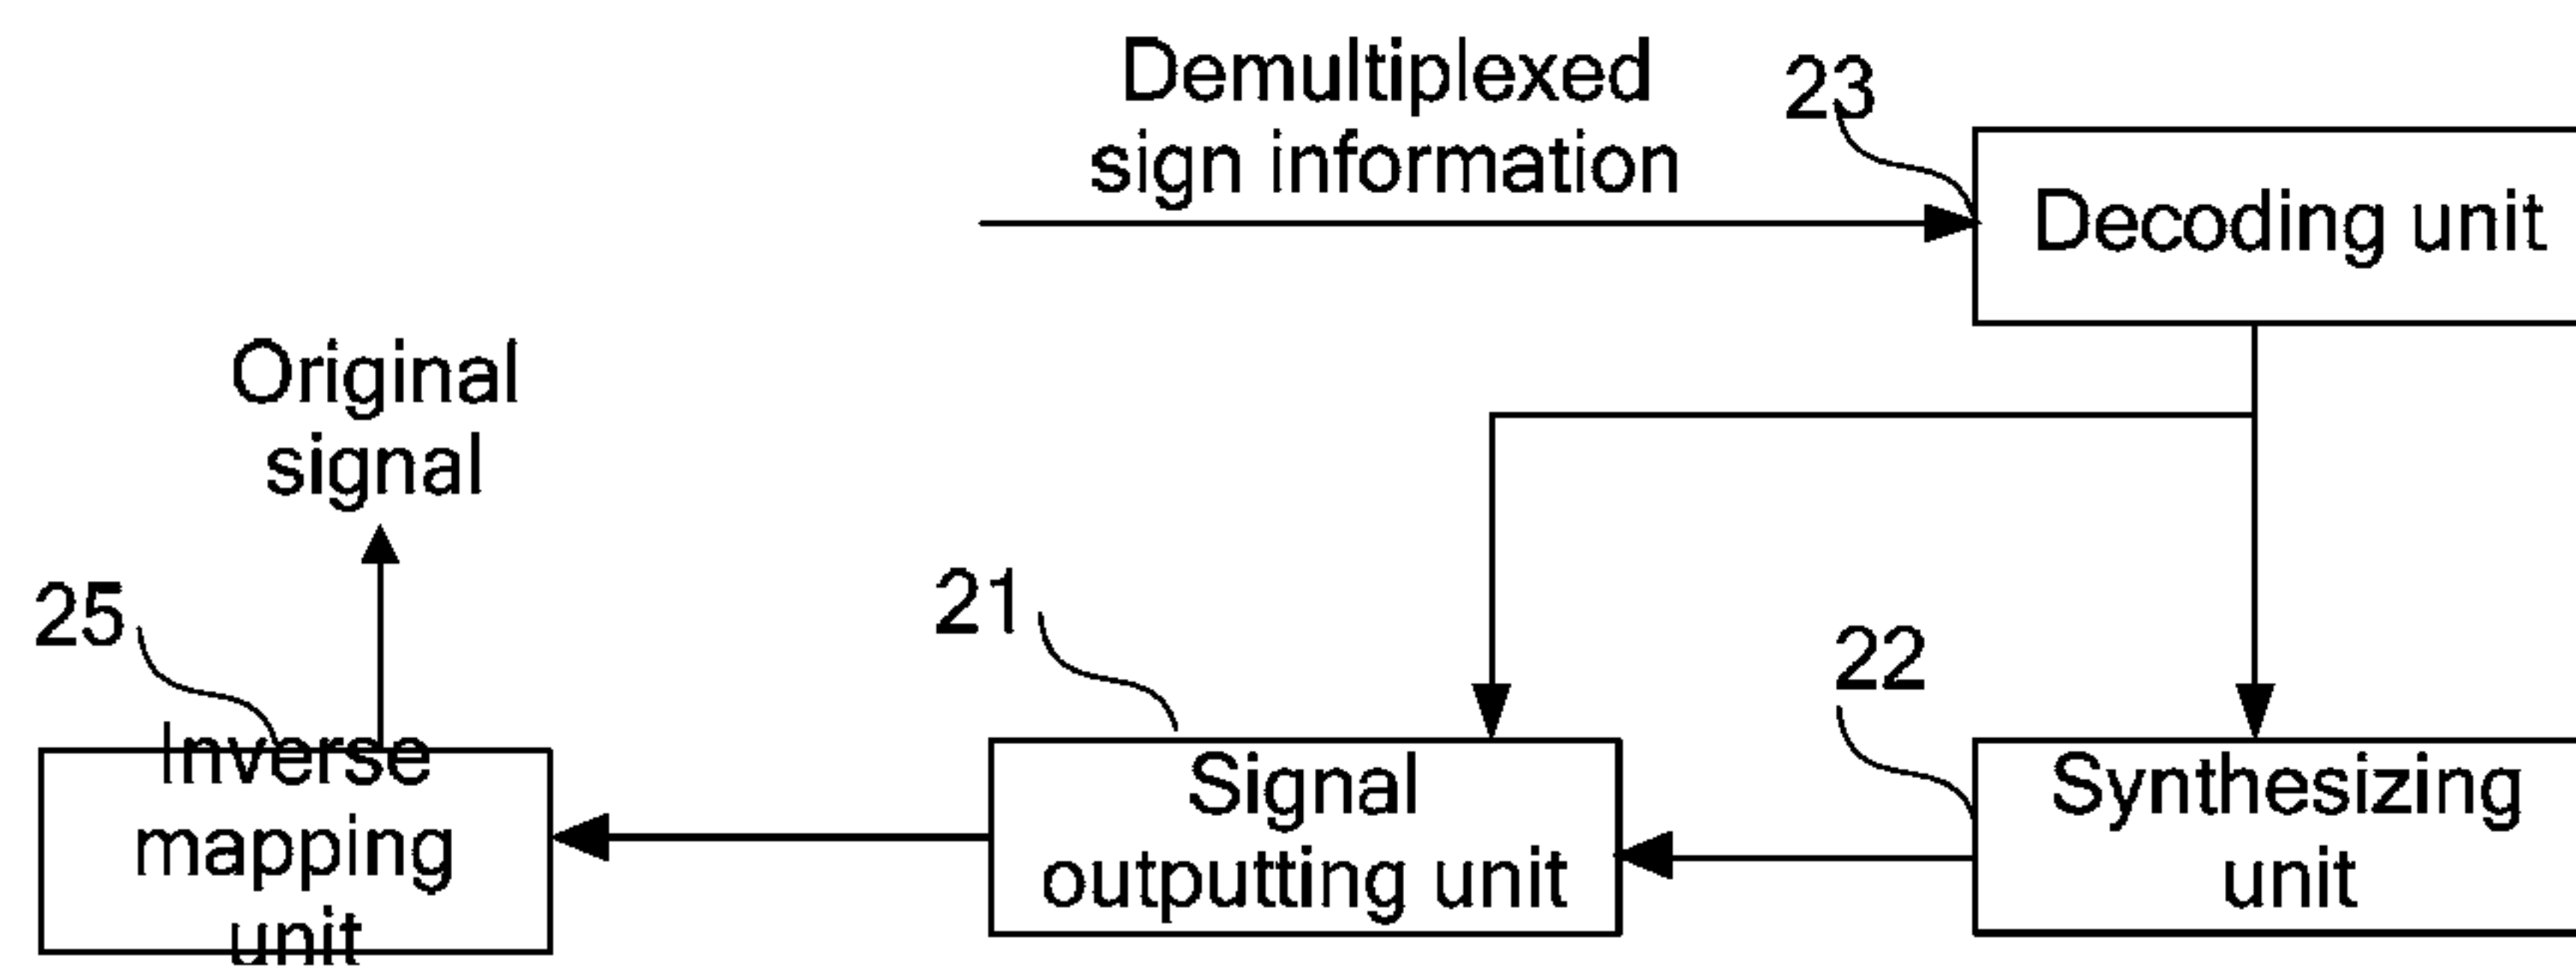 Demultiplexed
sign information
23
Decoding unit
Original
signal
25
21
22
Inverse
mapping
unit
Signal
outputting unit
Synthesizing
unit